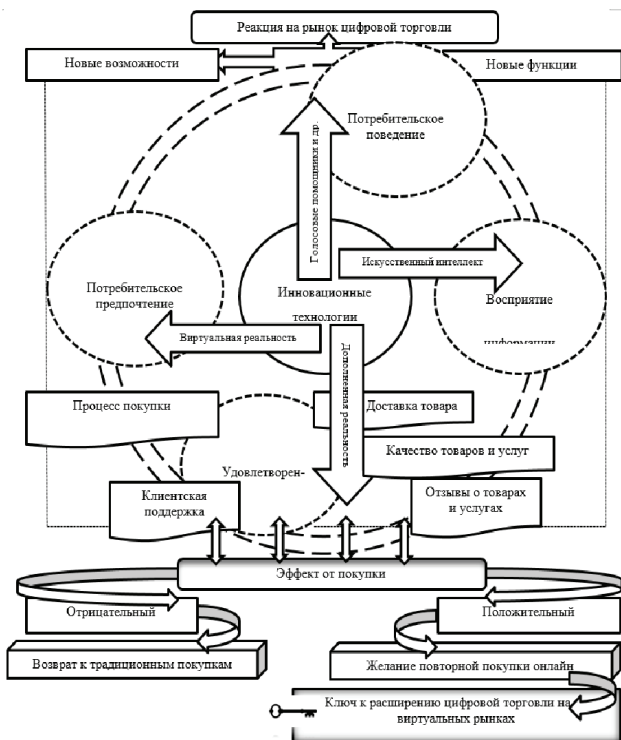 Реакция на рынок цифровой торговли
Новые возможности
Новые функции
Потребительское
поведение
Голосовые помощники и др.
Искусственный интеллект
Потребительское
предпочтение
Инновационные
технологии
Восприятие
информации
Виртуальная реальность
Дополненная реальность
Процесс покупки
Доставка товара
Качество товаров и услуг
Удовлетворен-
Клиентская
поддержка
Отзывы о товарах
и услугах
Эффект от покупки
Отрицательный
Положительный
Возврат к традиционным покупкам
Желание повторной покупки онлайн
Ключ к расширению цифровой торговли на
виртуальных рынках